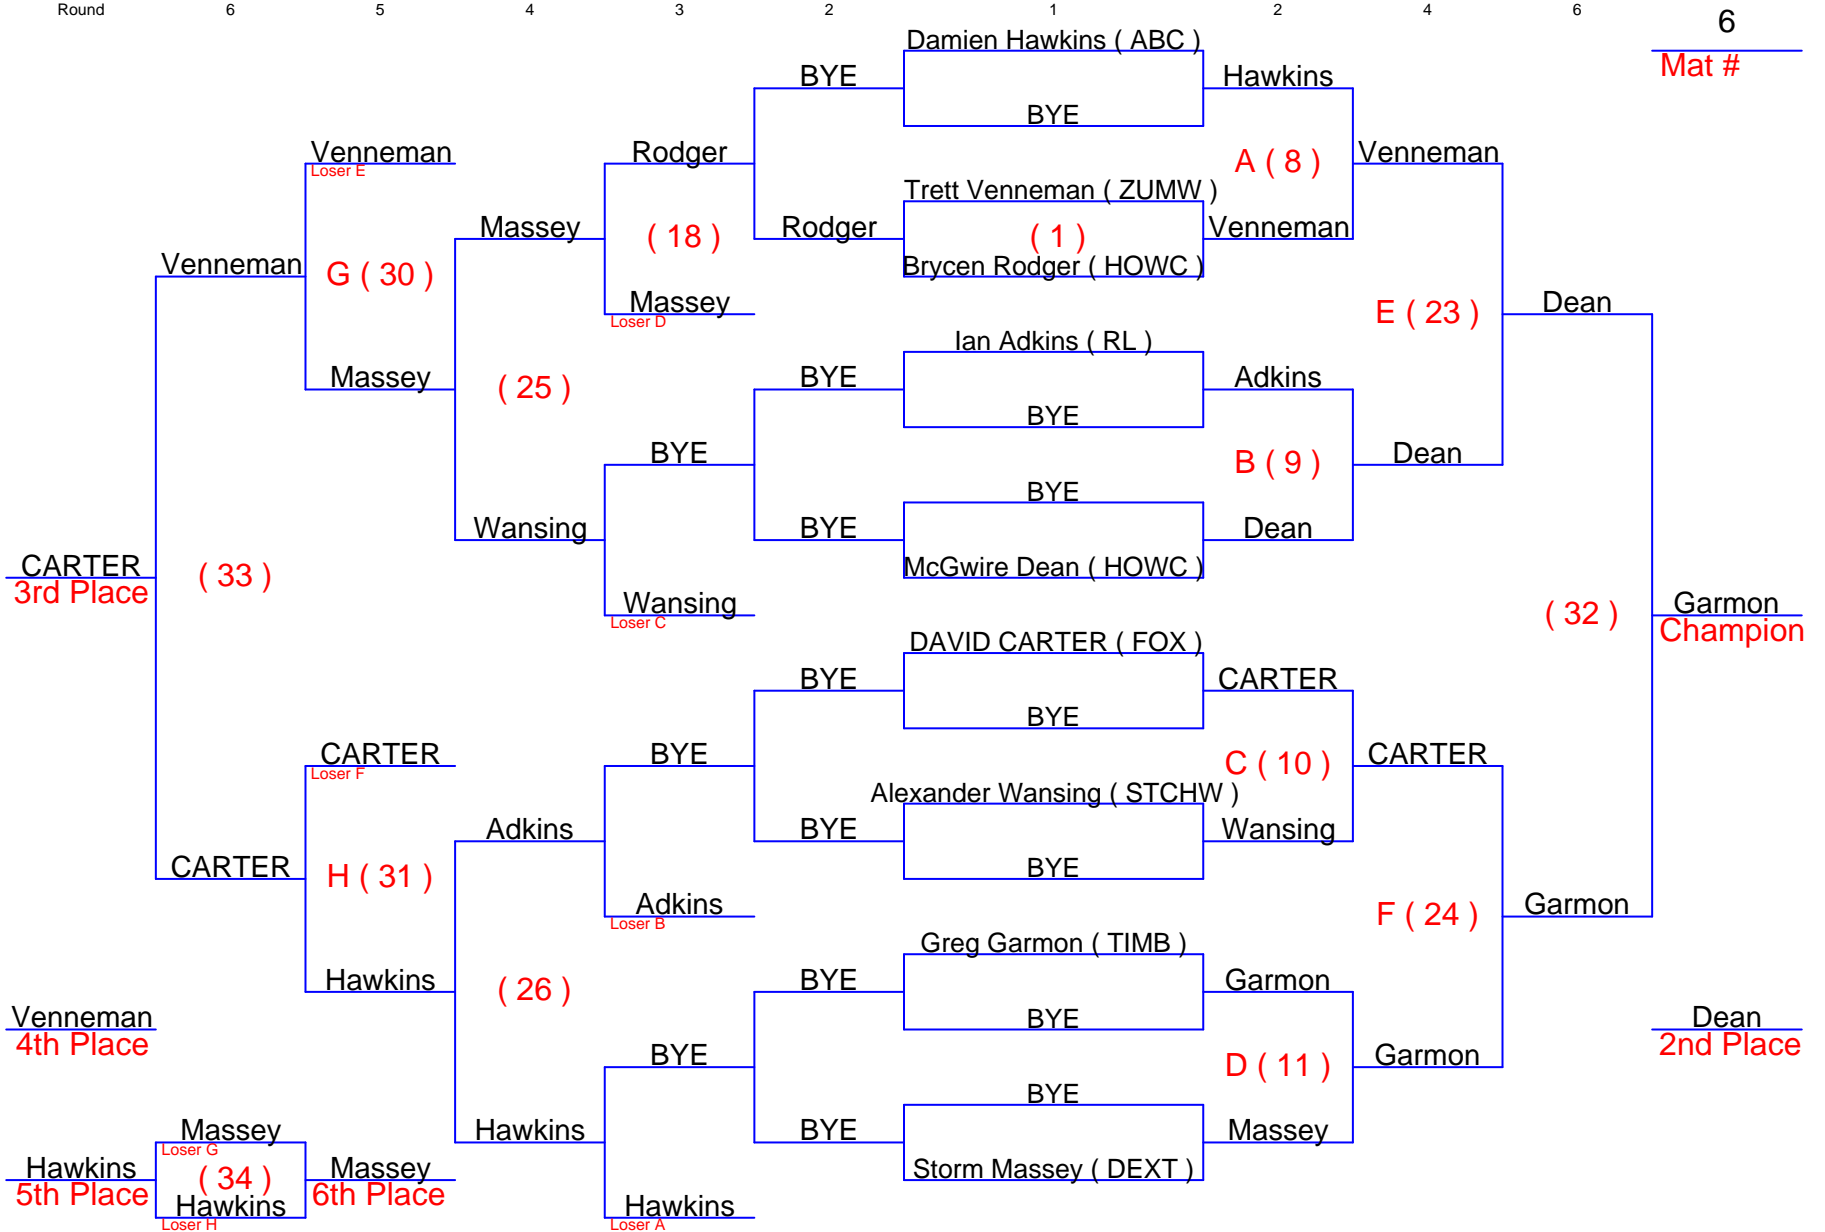 Round 6 5 4 3 2 1 2 4 6 6
Mat #
Damien Hawkins ( ABC )
BYE Hawkins
BYE
Venneman Rodger A ( 8 ) Venneman
Loser E
Trett Venneman ( ZUMW )
Massey ( 18 ) Rodger ( 1 ) Venneman
Venneman G ( 30 ) Brycen Rodger ( HOWC )
Massey E ( 23 ) Dean
Loser D
Ian Adkins ( RL )
Massey ( 25 ) BYE Adkins
BYE
BYE B ( 9 ) Dean
BYE
Wansing BYE Dean
CARTER ( 33 ) McGwire Dean ( HOWC )
3rd Place
Wansing ( 32 ) Garmon
Loser C Champion
DAVID CARTER ( FOX )
BYE CARTER
BYE
CARTER BYE C ( 10 ) CARTER
Loser F
Alexander Wansing ( STCHW )
Adkins BYE Wansing
CARTER H ( 31 ) BYE
Adkins F ( 24 ) Garmon
Loser B
Greg Garmon ( TIMB )
Hawkins ( 26 ) BYE Garmon
Venneman BYE Dean
4th Place 2nd Place
BYE D ( 11 ) Garmon
BYE
Massey Hawkins BYE Massey
Loser G
Hawkins ( 34 ) Massey Storm Massey ( DEXT )
5th Place 6th Place
Hawkins Hawkins
Loser H Loser A